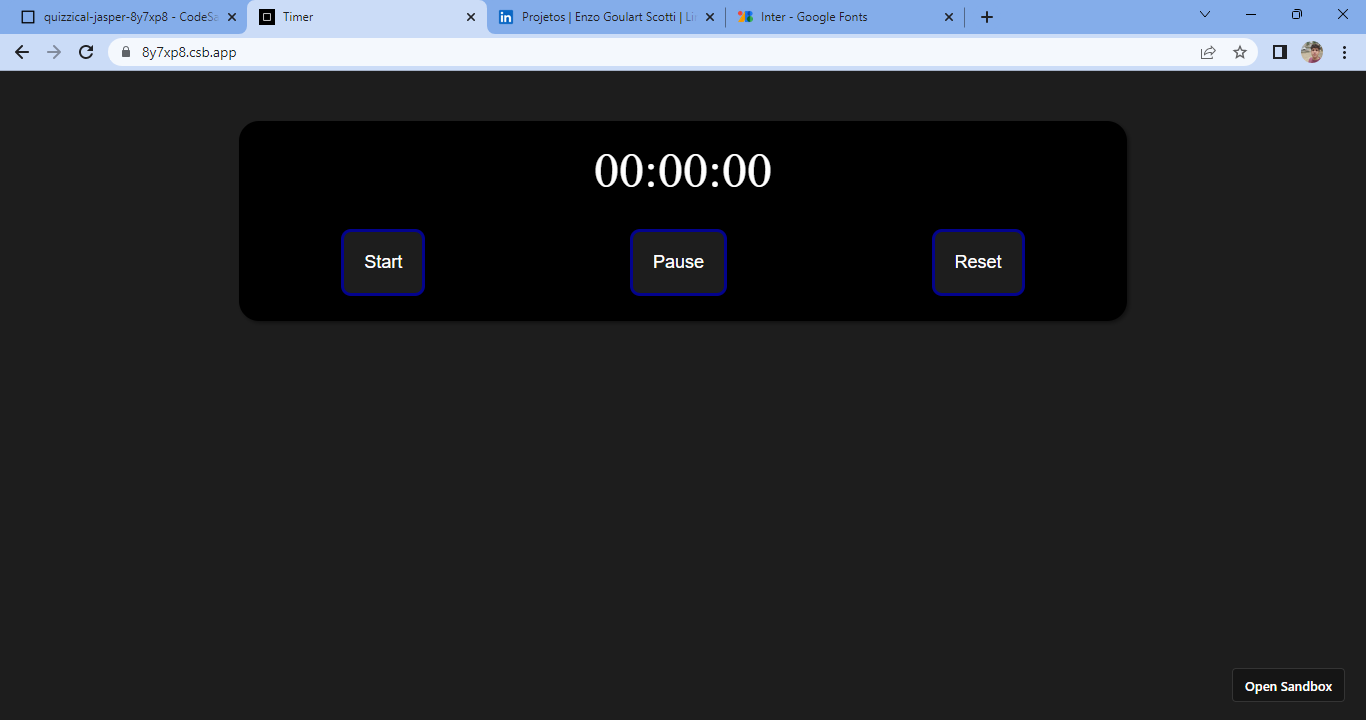 quizzical-jasper-8y7xp8 - CodeSa
Timer
Projetos | Enzo Goulart Scotti | Li
Inter - Google Fonts
8y7xp8.csb.app
00:00:00
Start
Pause
Reset
Open Sandbox